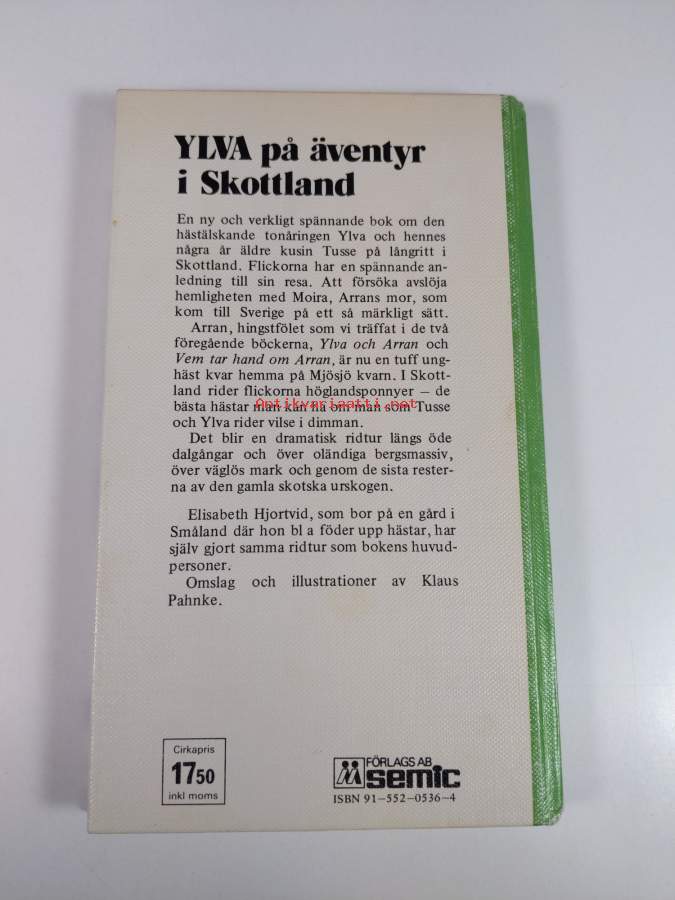 YLVA på äventyr
i Skottland
En ny och verkligt spännande bok om den
hästälskande tonåringen Ylva och hennes
några år äldre kusin Tusse på långritt i
Skottland. Flickorna har en spännande an-
ledning till sin resa. Att försöka avslöja
hemligheten med Moira, Arrans mor, som
kom till Sverige på ett så märkligt sätt.
Arran, hingstfölet som vi träffat i de två
föregående böckerna, Ylva och Arran och
Vem tar hand om Arran, är nu en tuff ung-
häst kvar hemma på Mjösjö kvarn. I Skott-
land rider flickorna höglandsponnyer – de
bästa hästar man kan ha om man som Tusse
Antikvariaatti.net
och Ylva rider vilse i dimman.
Det blir en dramatisk ridtur längs öde
dalgångar och över oländiga bergsmassiv,
över väglös mark och genom de sista rester-
na av den gamla skotska urskogen.
Elisabeth Hjortvid, som bor på en gård i
Småland där hon bl a föder upp hästar, har
själv gjort samma ridtur som bokens huvud-
personer.
Omslag och illustrationer av Klaus
Pahnke.
Cirkapris
1750
inkl moms
FÖRLAGS AB
semic
ISBN 91–552–0536–4